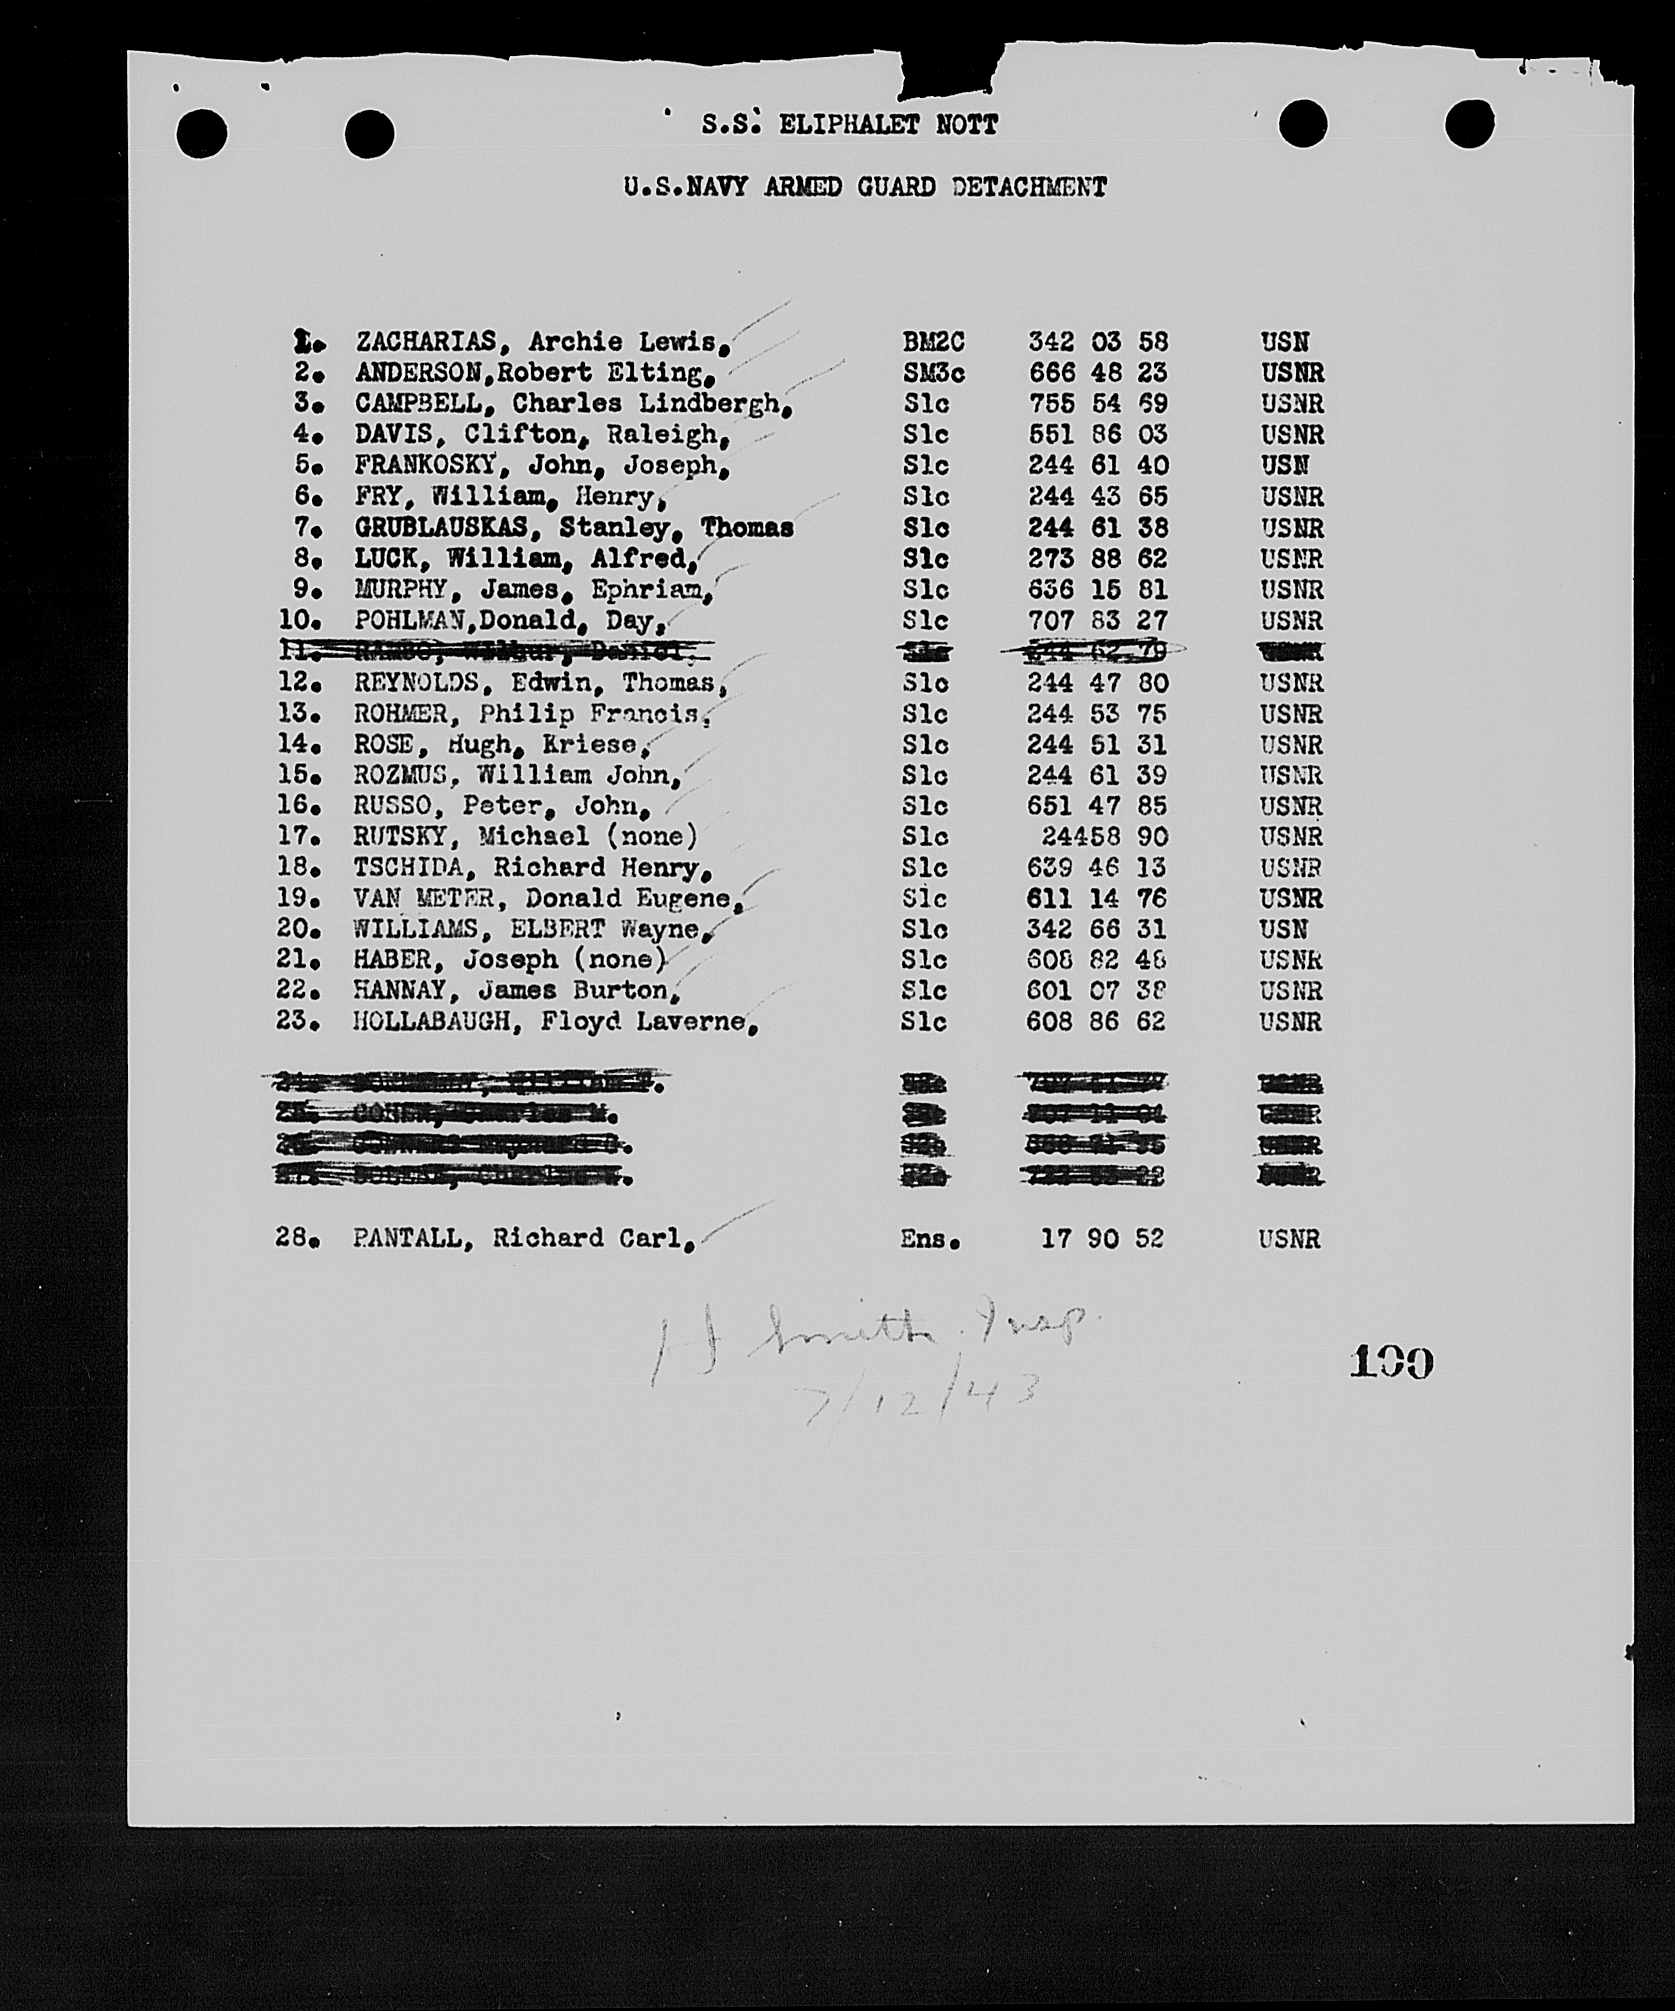 S.S. ELIPHALET NOTT
U.S.NAVY ARMED GUARD DETACHMENT
1. ZACHARIAS, Archie Lewis, BM2C 342 03 58 USN
2. ANDERSON,Robert Elting, SM3c 666 48 23 USNR
3. CAMPBELL, Charles Lindbergh, S1c 755 54 69 USNR
4. DAVIS, Clifton, Raleigh, S1c 551 86 03 USNR
5. FRANKOSKY, John, Joseph, S1c 244 61 40 USN
6. FRY, William, Henry, S1c 244 43 65 USNR
7. GRUBLAUSKAS, Stanley, Thomas S1c 244 61 38 USNR
8. LUCK, William, Alfred, S1c 273 88 62 USNR
9. MURPHY, James, Ephriam, S1c 636 15 81 USNR
10. POHLMAN,Donald, Day, S1c 707 83 27 USNR
11. RAMBO, Wilbur, Daniel, S1c 244 62 79
12. REYNOLDS, Edwin, Thomas, S1c 244 47 80 USNR
13. ROHMER, Philip Francis, S1c 244 53 75 USNR
14. ROSE, Hugh, Kriese, S1c 244 51 31 USNR
15. ROZMUS, William John, S1c 244 61 39 USNR
16. RUSSO, Peter, John, S1c 651 47 85 USNR
17. RUTSKY, Michael (none) S1c 24458 90 USNR
18. TSCHIDA, Richard Henry, S1c 639 46 13 USNR
19. VAN METER, Donald Eugene, S1c 611 14 76 USNR
20. WILLIAMS, ELBERT Wayne, S1c 342 66 31 USN
21. HABER, Joseph (none) S1c 608 82 48 USNR
22. HANNAY, James Burton, S1c 601 07 38 USNR
23. HOLLABAUGH, Floyd Laverne, S1c 608 86 62 USNR
28. PANTALL, Richard Carl, Ens. 17 90 52 USNR
H J Smith Insp.
7/12/43
100